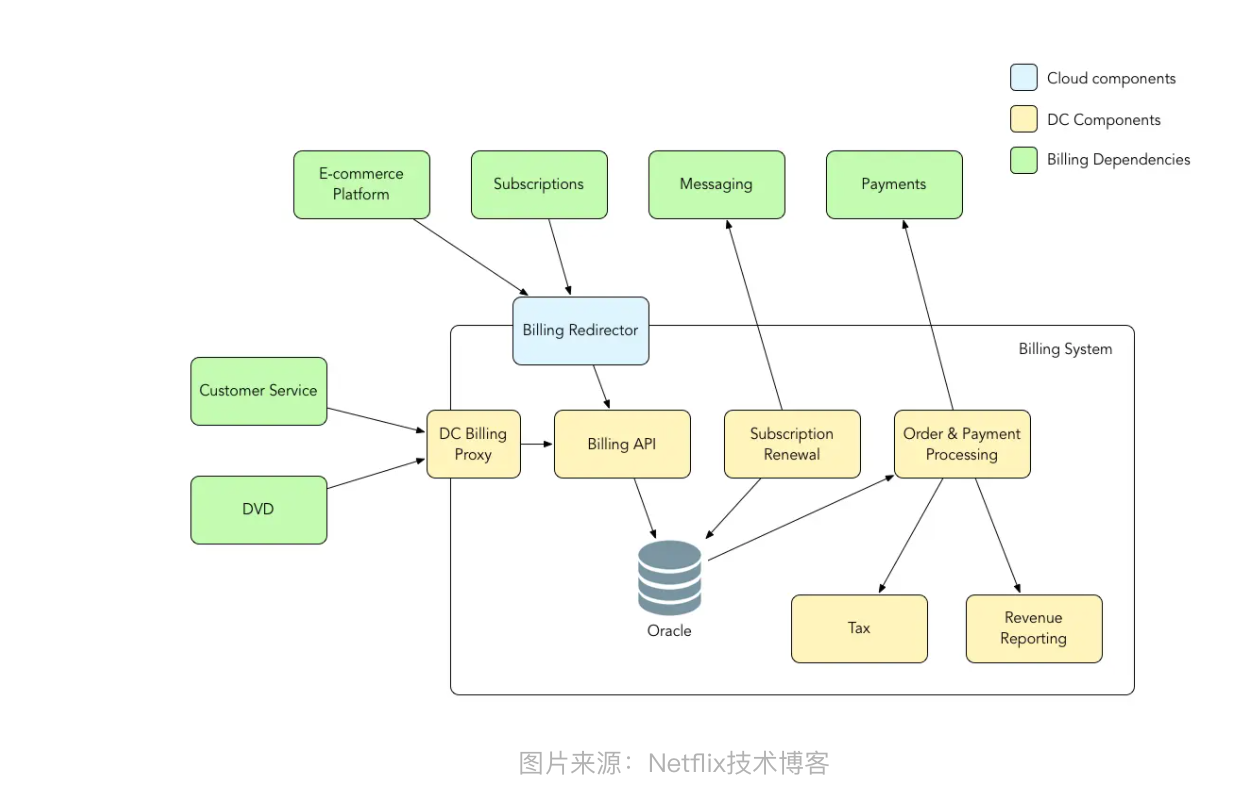 Cloud components
DC Components
Billing Dependencies
E-commerce
Platform
Subscriptions
Messaging
Payments
Billing Redirector
Billing System
Customer Service
DC Billing
Proxy
Billing API
Subscription
Renewal
Order & Payment
Processing
DVD
Oracle
Tax
Revenue
Reporting
图片来源：Netflix技术博客